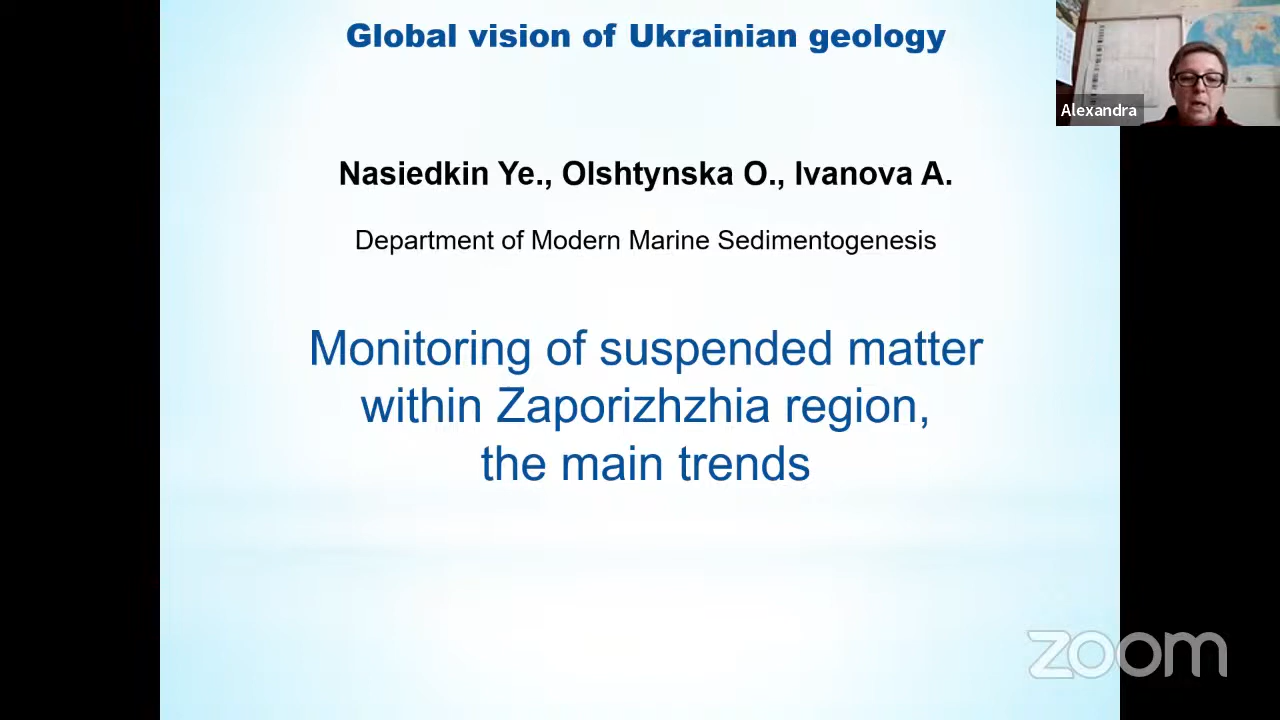 Global vision of Ukrainian geology
Alexandra
Nasiedkin Ye., Olshtynska O., Ivanova A.
Department of Modern Marine Sedimentogenesis
Monitoring of suspended matter
within Zaporizhzhia region,
the main trends
zoom